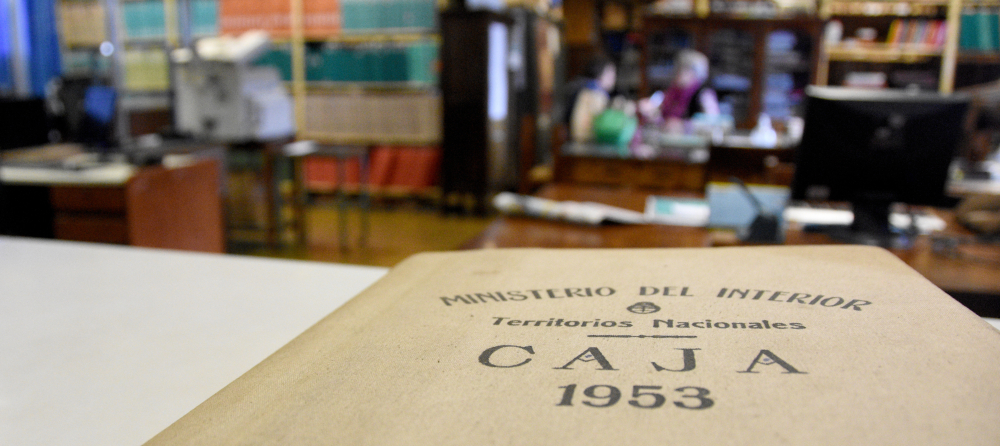 MINISTERIO DEL INTERIOR
Territorios Nacionales
CAJA
1953